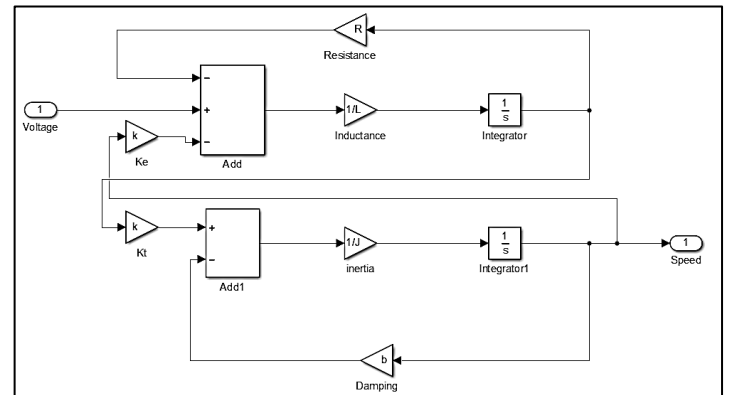 R
Resistance
1
Voltage
−
+
−
Add
1/L
Inductance
1
s
Integrator
k
Ke
k
Kt
+
−
Add1
1/J
inertia
1
s
Integrator1
1
Speed
b
Damping